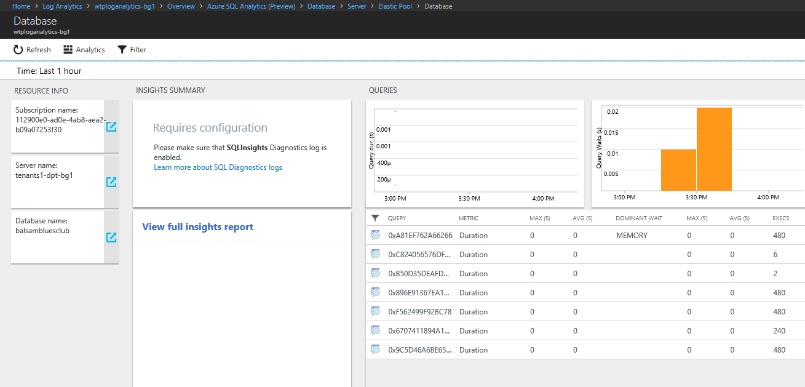 Home > Log Analytics > wtploganalytics-bg1 > Overview > Azure SQL Analytics (Preview) > Database > Server > Elastic Pool > Database
Database
wtploganalytics-bg1
Refresh Analytics Filter
Time: Last 1 hour
RESOURCE INFO
Subscription name:
112900e0-ad0e-4ab8-aea2-
b09a07253f30
Server name:
tenants1-dpt-bg1
Database name:
balsambluesclub
INSIGHTS SUMMARY
Requires configuration
Please make sure that SQLInsights Diagnostics log is
enabled.
Learn more about SQL Diagnostics logs
View full insights report
QUERIES
Query dur. (s)
0.001
0.001
400µ
200µ
3:00 PM 3:30 PM 4:00 PM
Query Waits (s)
0.02
0.015
0.01
0.005
3:00 PM 3:30 PM 4:00 PM
QUERY METRIC MAX (S) AVG (S) DOMINANT WAIT MAX (S) AVG (S) EXECS
0xA81EF762A66266 Duration 0 0 MEMORY 0 0 480
0xC824056576DF... Duration 0 0 0 0 6
0xB50D35DEAFD... Duration 0 0 0 0 2
0x896E91367EA1... Duration 0 0 0 0 480
0xF562499F92BC78 Duration 0 0 0 0 480
0x6707411894A1... Duration 0 0 0 0 240
0x9C5D46A6BE65... Duration 0 0 0 0 480